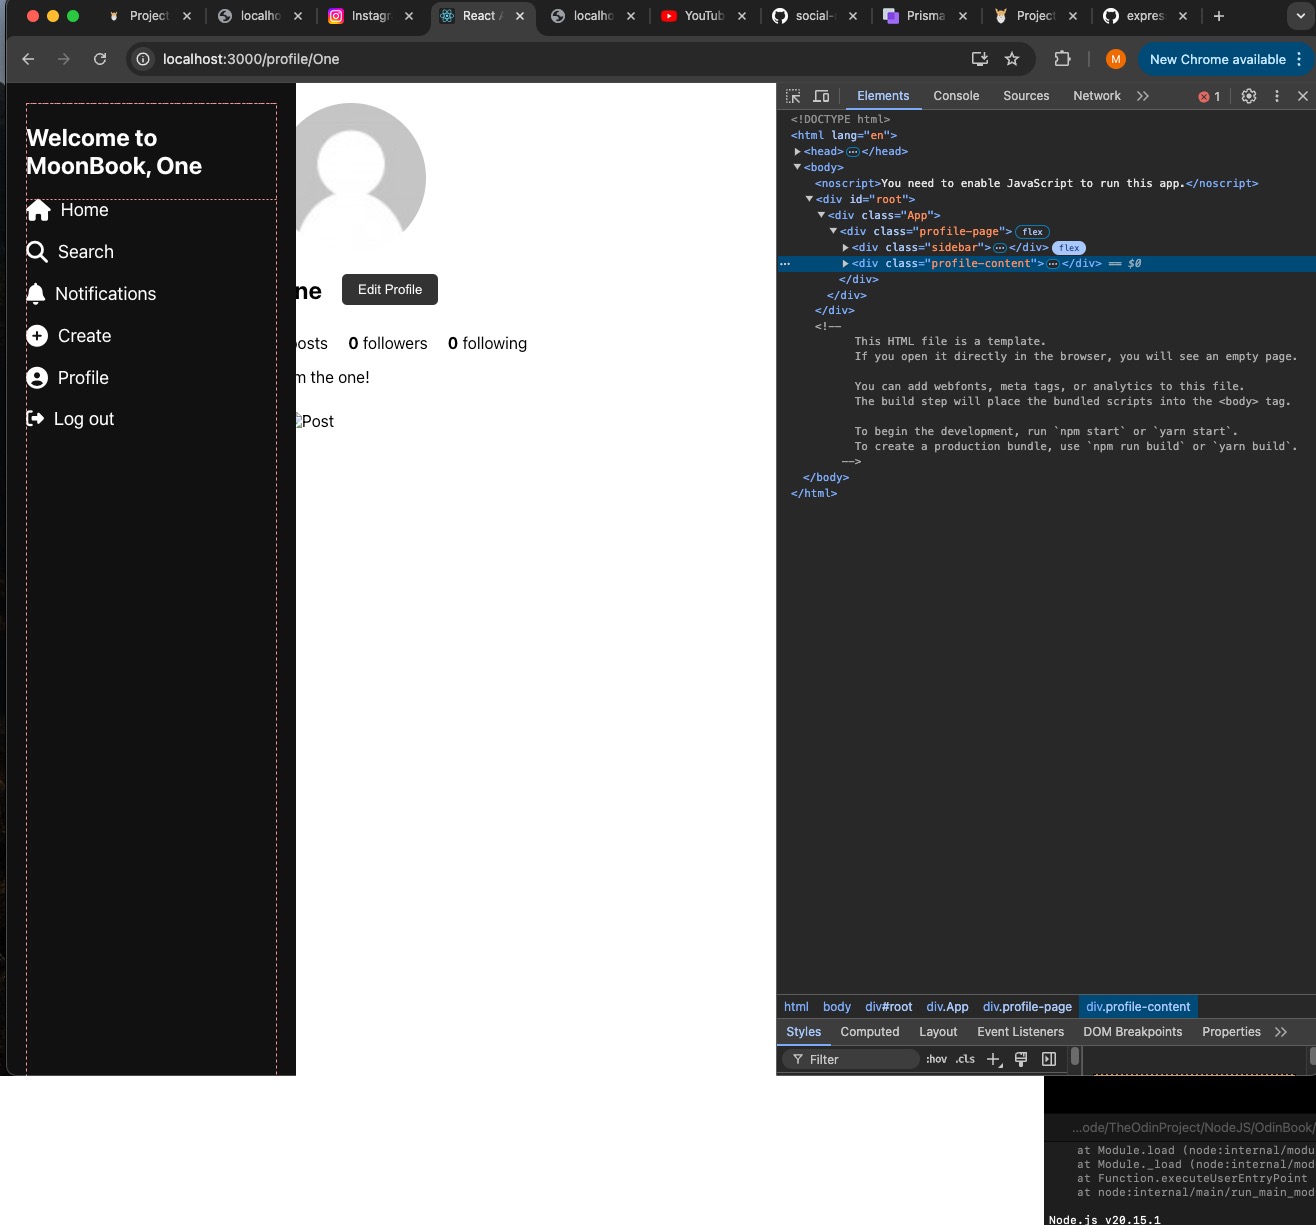 Project
localho
Instagr
React A
localho
YouTub
social-
Prisma
Project
expres
localhost:3000/profile/One
M
New Chrome available
Welcome to
MoonBook, One
Home
Search
Notifications
Create
Profile
Log out
ne
Edit Profile
osts
0 followers
0 following
m the one!
Post
Elements
Console
Sources
Network
1
<!DOCTYPE html>
<html lang="en">
<head>
</head>
<body>
<noscript>You need to enable JavaScript to run this app.</noscript>
<div id="root">
<div class="App">
<div class="profile-page"> flex
<div class="sidebar"> </div> flex
<div class="profile-content"> </div> == $0
</div>
</div>
</div>
<!--
This HTML file is a template.
If you open it directly in the browser, you will see an empty page.
You can add webfonts, meta tags, or analytics to this file.
The build step will place the bundled scripts into the <body> tag.
To begin the development, run `npm start` or `yarn start`.
To create a production bundle, use `npm run build` or `yarn build`.
-->
</body>
</html>
html body div#root div.App div.profile-page div.profile-content
Styles Computed Layout Event Listeners DOM Breakpoints Properties
Filter
:hov .cls
...ode/TheOdinProject/NodeJS/OdinBook/
at Module.load (node:internal/modu
at Module._load (node:internal/mod
at Function.executeUserEntryPoint
at node:internal/main/run_main_mod
Node.js v20.15.1